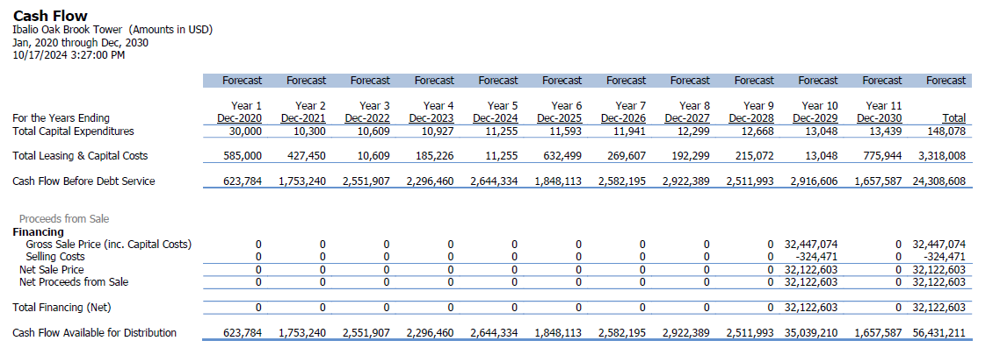 Cash Flow
Ibalio Oak Brook Tower (Amounts in USD)
Jan, 2020 through Dec, 2030
10/17/2024 3:27:00 PM
Forecast Forecast Forecast Forecast Forecast Forecast Forecast Forecast Forecast Forecast Forecast Forecast
Year 1 Year 2 Year 3 Year 4 Year 5 Year 6 Year 7 Year 8 Year 9 Year 10 Year 11
For the Years Ending Dec-2020 Dec-2021 Dec-2022 Dec-2023 Dec-2024 Dec-2025 Dec-2026 Dec-2027 Dec-2028 Dec-2029 Dec-2030 Total
Total Capital Expenditures 30,000 10,300 10,609 10,927 11,255 11,593 11,941 12,299 12,668 13,048 13,439 148,078
Total Leasing & Capital Costs 585,000 427,450 10,609 185,226 11,255 632,499 269,607 192,299 215,072 13,048 775,944 3,318,008
Cash Flow Before Debt Service 623,784 1,753,240 2,551,907 2,296,460 2,644,334 1,848,113 2,582,195 2,922,389 2,511,993 2,916,606 1,657,587 24,308,608
Proceeds from Sale
Financing
Gross Sale Price (inc. Capital Costs) 0 0 0 0 0 0 0 0 0 32,447,074 0 32,447,074
Selling Costs 0 0 0 0 0 0 0 0 0 -324,471 0 -324,471
Net Sale Price 0 0 0 0 0 0 0 0 0 32,122,603 0 32,122,603
Net Proceeds from Sale 0 0 0 0 0 0 0 0 0 32,122,603 0 32,122,603
Total Financing (Net) 0 0 0 0 0 0 0 0 0 32,122,603 0 32,122,603
Cash Flow Available for Distribution 623,784 1,753,240 2,551,907 2,296,460 2,644,334 1,848,113 2,582,195 2,922,389 2,511,993 35,039,210 1,657,587 56,431,211